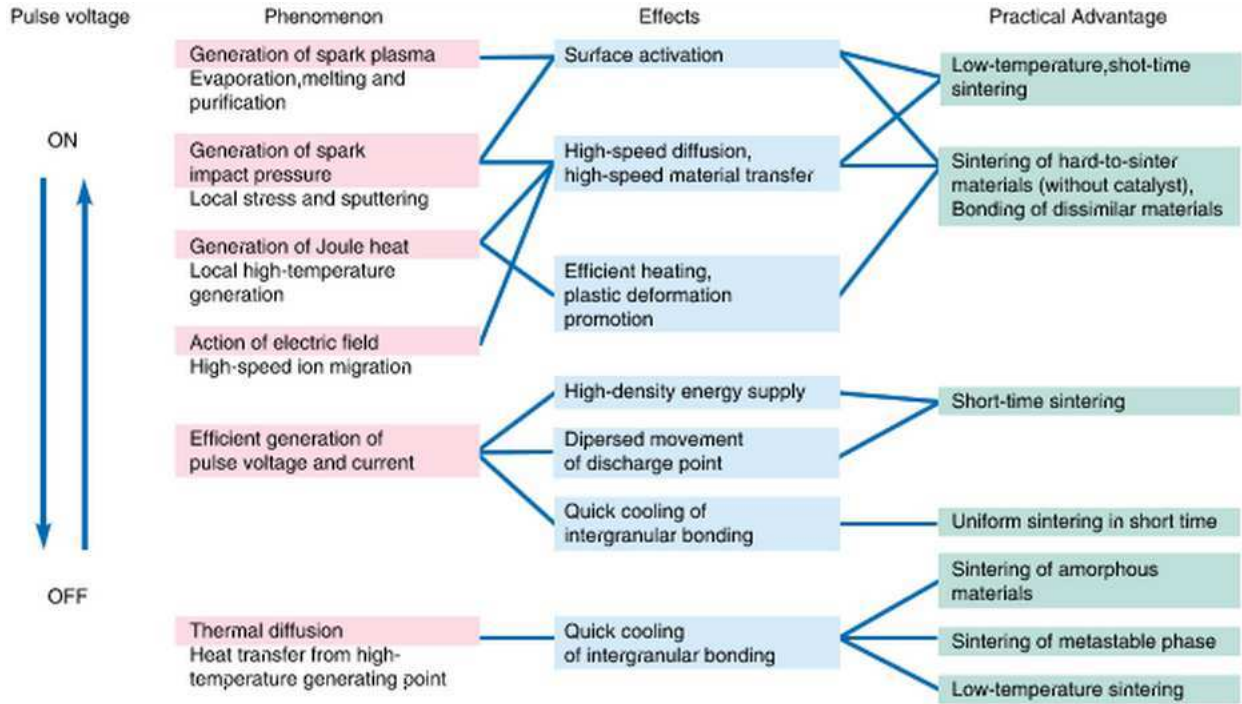 Pulse voltage
Phenomenon
Effects
Practical Advantage
ON
OFF
Generation of spark plasma
Evaporation,melting and
purification
Generation of spark
impact pressure
Local stress and sputtering
Generation of Joule heat
Local high-temperature
generation
Action of electric field
High-speed ion migration
Efficient generation of
pulse voltage and current
Thermal diffusion
Heat transfer from high-
temperature generating point
Surface activation
High-speed diffusion,
high-speed material transfer
Efficient heating,
plastic deformation
promotion
High-density energy supply
Dipersed movement
of discharge point
Quick cooling of
intergranular bonding
Quick cooling
of intergranular bonding
Low-temperature,shot-time
sintering
Sintering of hard-to-sinter
materials (without catalyst),
Bonding of dissimilar materials
Short-time sintering
Uniform sintering in short time
Sintering of amorphous
materials
Sintering of metastable phase
Low-temperature sintering